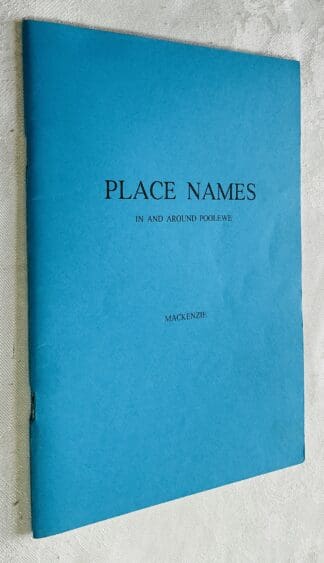 PLACE NAMES
IN AND AROUND POOLEWE
MACKENZIE